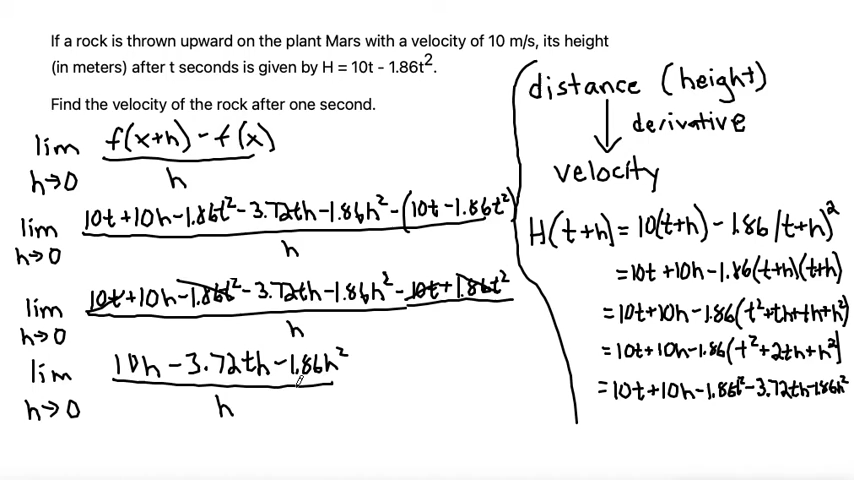 If a rock is thrown upward on the plant Mars with a velocity of 10 m/s, its height
(in meters) after t seconds is given by H = 10t - 1.86t².
Find the velocity of the rock after one second.
lim h→0 f(x+h) - f(x) / h
lim h→0 10t+10h-1.86t²-3.72th-1.86h²-(10t-1.86t²) / h
lim h→0 10t+10h-1.86t²-3.72th-1.86h²-10t+1.86t² / h
lim h→0 10h-3.72th-1.86h² / h
distance (height)
derivative
velocity
H(t+h) = 10(t+h) - 1.86(t+h)²
=10t+10h-1.86(t+h)(t+h)
=10t+10h-1.86(t²+th+th+h²)
=10t+10h-1.86(t²+2th+h²)
=10t+10h-1.86t²-3.72th-1.86h²